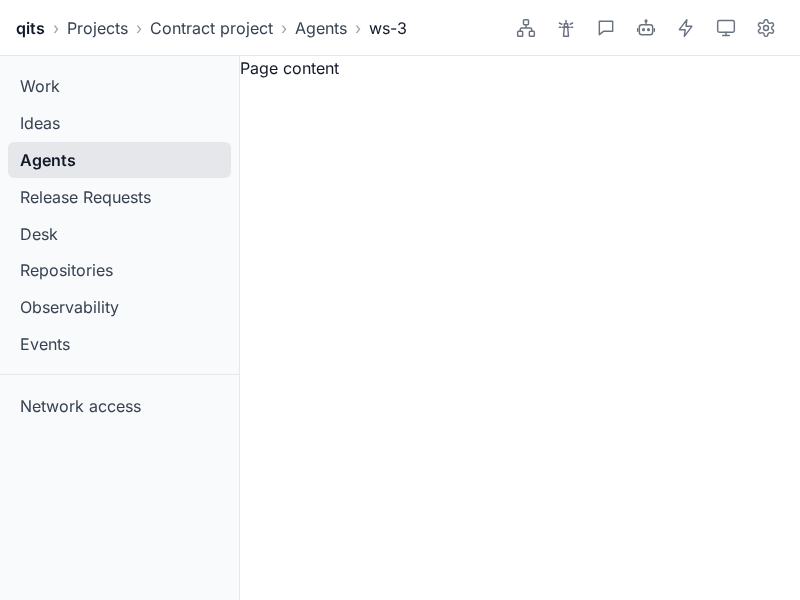 qits › Projects › Contract project › Agents › ws-3
Work
Ideas
Agents
Release Requests
Desk
Repositories
Observability
Events
Network access
Page content